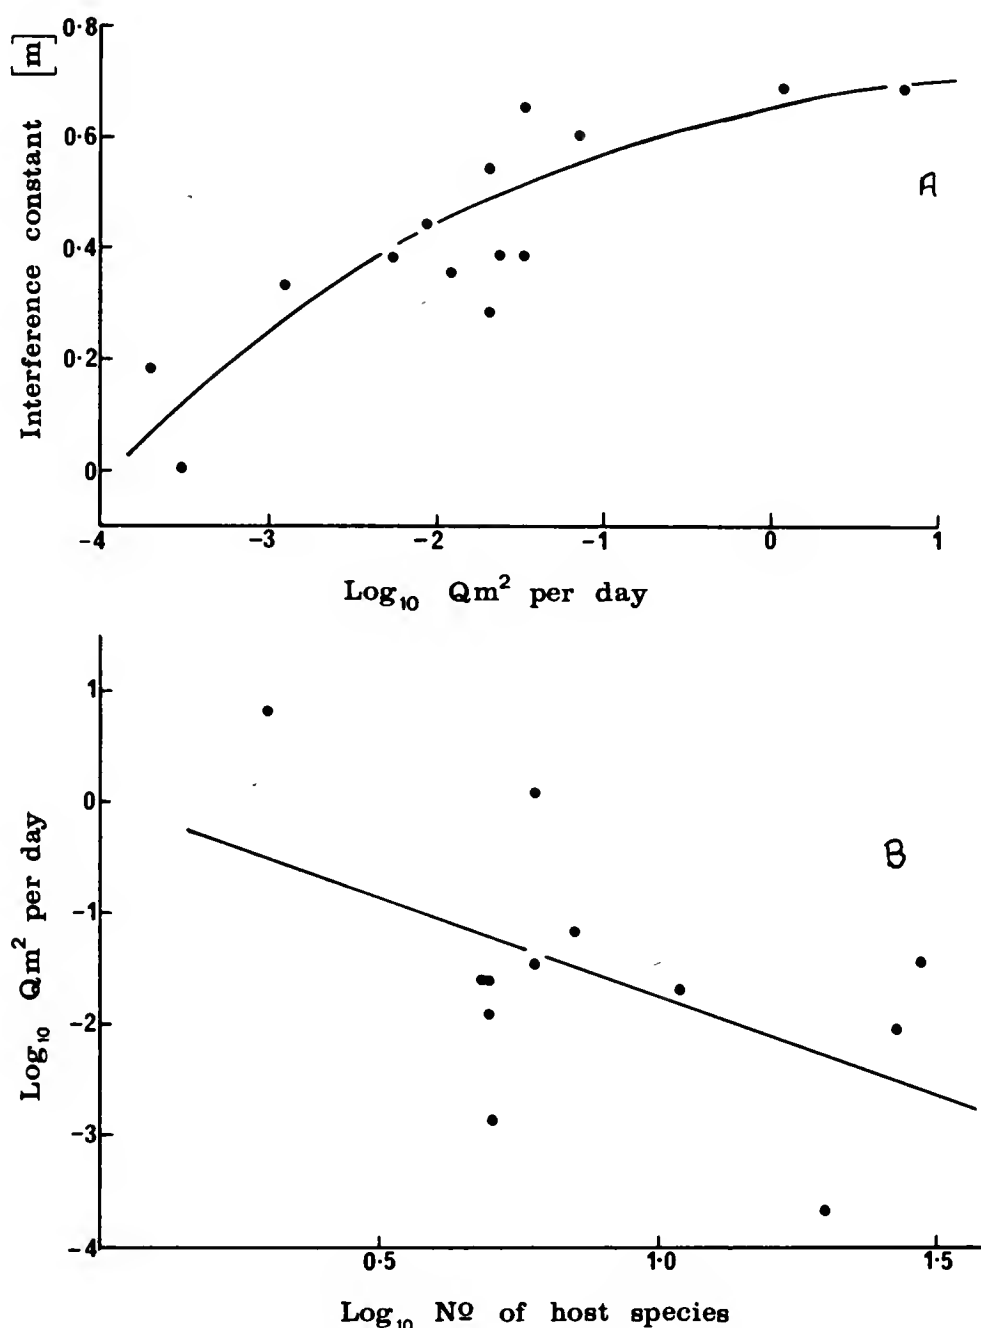 Interference constant [m]
0·8
0·6
0·4
0·2
0
A
-4 -3 -2 -1 0 1
Log₁₀ Qm² per day
Log₁₀ Qm² per day
1
0
-1
-2
-3
-4
B
0·5 1·0 1·5
Log₁₀ Nº of host species